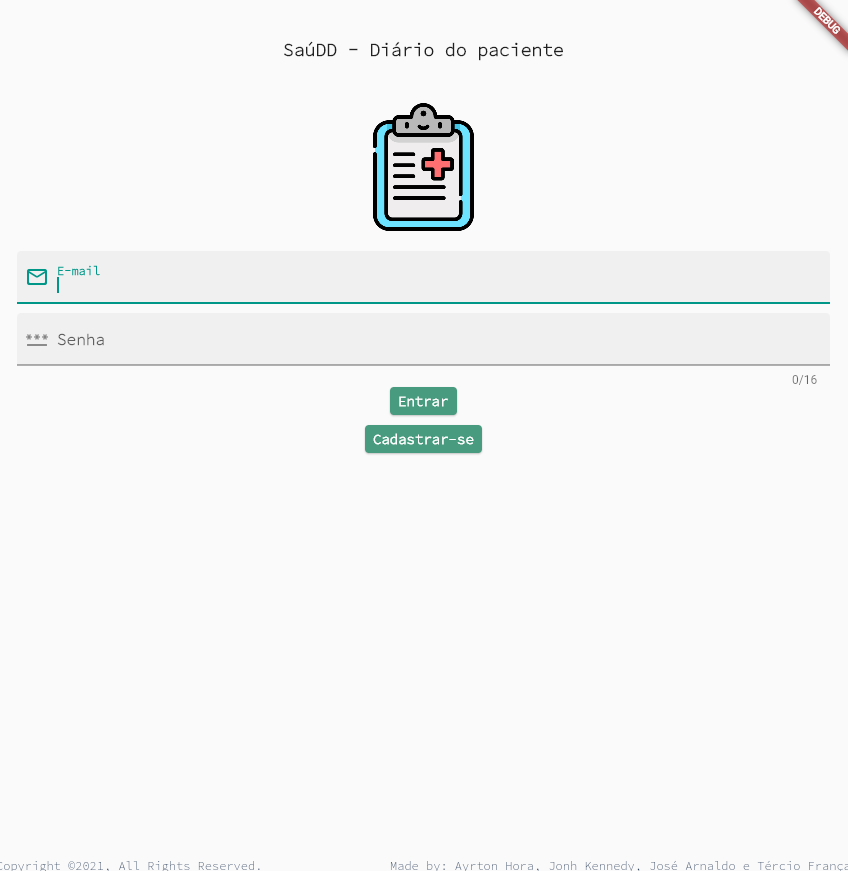 DEBUG
SaúDD - Diário do paciente
E-mail
*** Senha
0/16
Entrar
Cadastrar-se
Copyright ©2021, All Rights Reserved.
Made by: Ayrton Hora, Jonh Kennedy, José Arnaldo e Tércio França